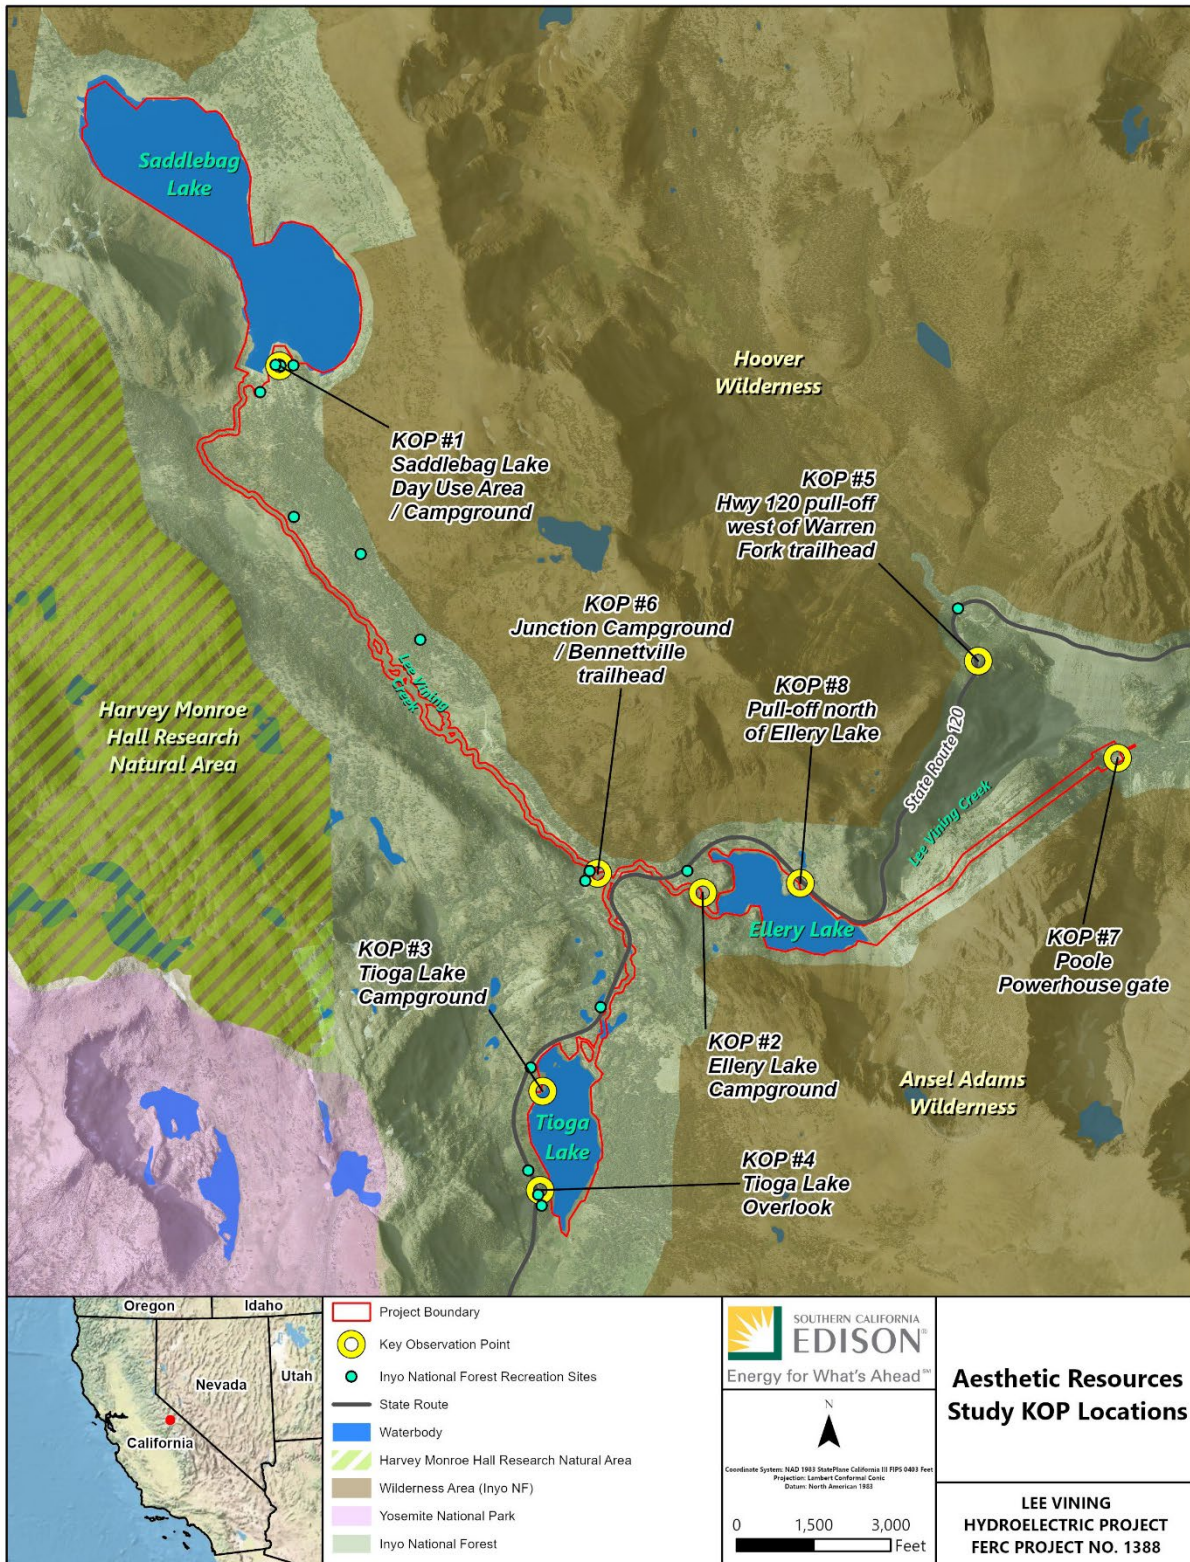 Saddlebag
Lake
Hoover
Wilderness
KOP #1
Saddlebag Lake
Day Use Area
/ Campground
KOP #5
Hwy 120 pull-off
west of Warren
Fork trailhead
KOP #6
Junction Campground
/ Bennettville
trailhead
Lee Vining
Creek
KOP #8
Pull-off north
of Ellery Lake
Harvey Monroe
Hall Research
Natural Area
State Route 120
Lee Vining Creek
Ellery Lake
KOP #3
Tioga Lake
Campground
KOP #7
Poole
Powerhouse gate
KOP #2
Ellery Lake
Campground
Ansel Adams
Wilderness
Tioga
Lake
KOP #4
Tioga Lake
Overlook
Oregon
Idaho
Nevada
Utah
California
Project Boundary
Key Observation Point
Inyo National Forest Recreation Sites
State Route
Waterbody
Harvey Monroe Hall Research Natural Area
Wilderness Area (Inyo NF)
Yosemite National Park
Inyo National Forest
SOUTHERN CALIFORNIA
EDISON®
Energy for What's Ahead℠
N
Coordinate System: NAD 1983 StatePlane California III FIPS 0403 Feet
Projection: Lambert Conformal Conic
Datum: North American 1983
0 1,500 3,000
Feet
Aesthetic Resources
Study KOP Locations
LEE VINING
HYDROELECTRIC PROJECT
FERC PROJECT NO. 1388